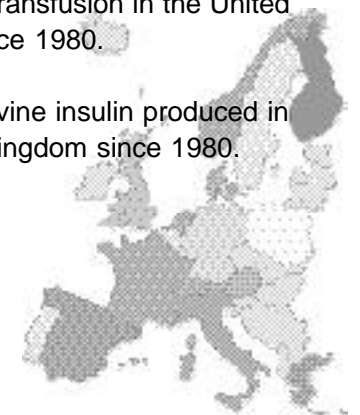 transfusion in the United
ce 1980.
vine insulin produced in
ingdom since 1980.